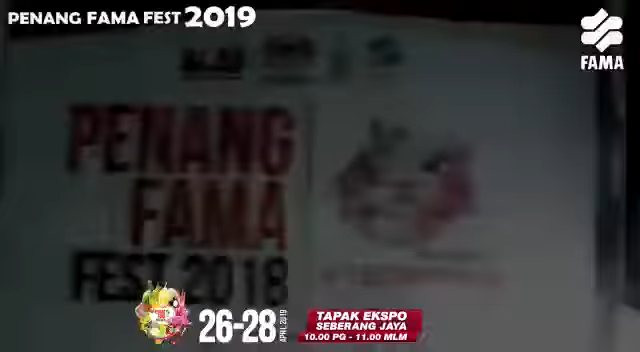 PENANG FAMA FEST 2019
FAMA
PENANG
FAMA
FEST 2018
26-28
APRIL 2019
TAPAK EKSPO
SEBERANG JAYA
10.00 PG - 11.00 MLM